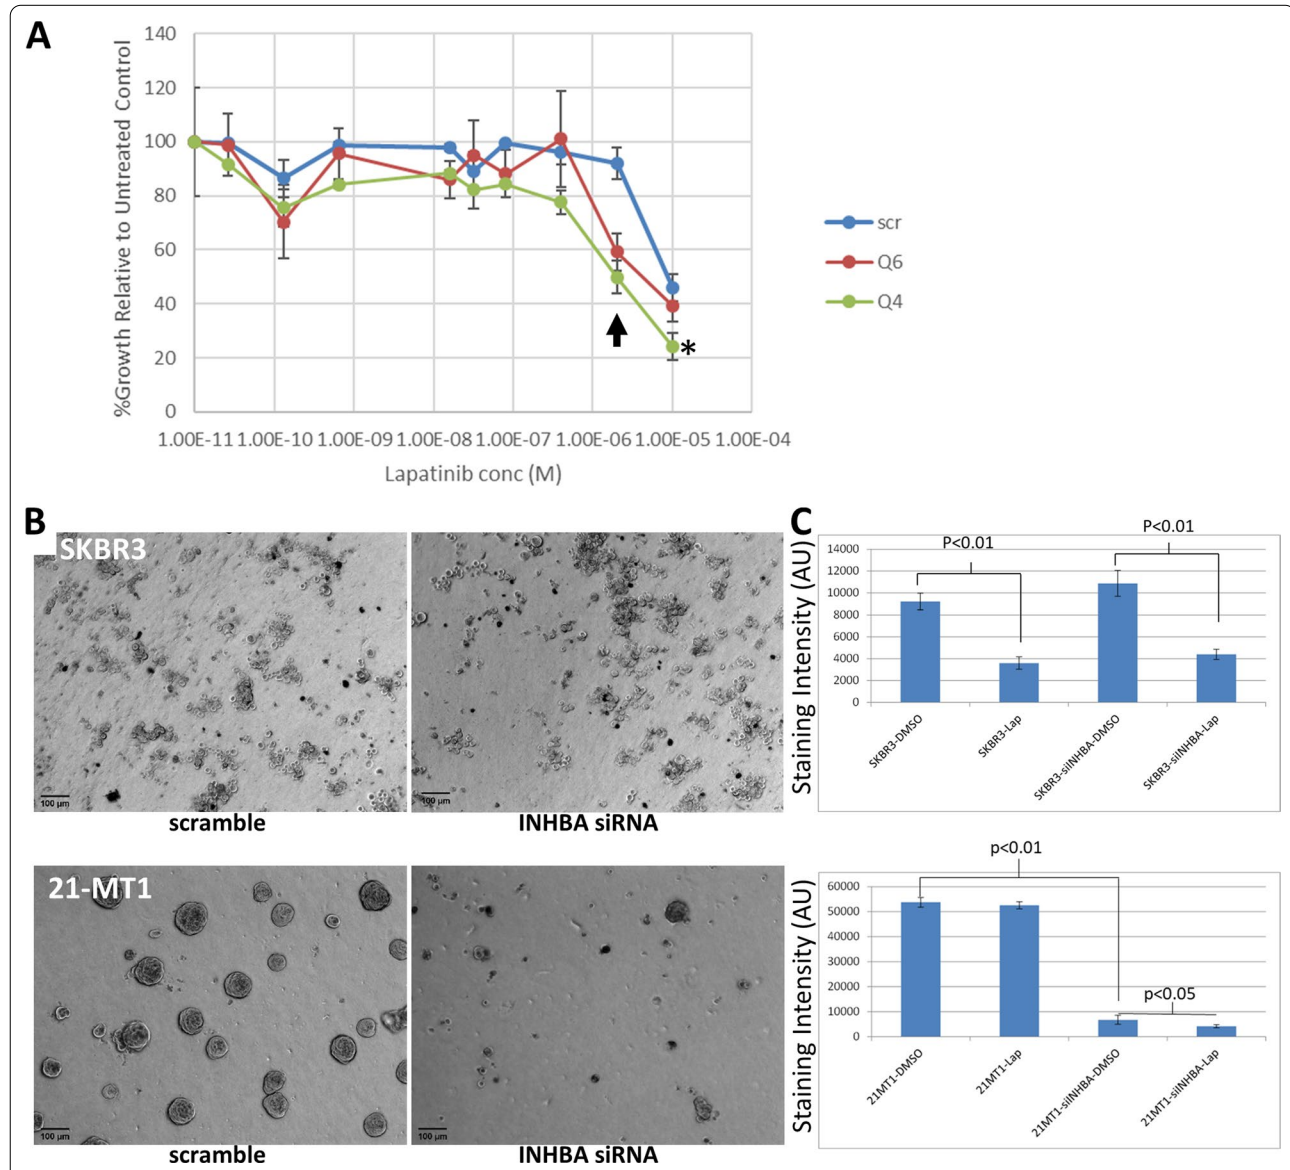 A
140
120
100
80
60
40
20
0
%Growth Relative to Untreated Control
1.00E-11 1.00E-10 1.00E-09 1.00E-08 1.00E-07 1.00E-06 1.00E-05 1.00E-04
Lapatinib conc (M)
*
scr
Q6
Q4
B
SKBR3
100 µm
100 µm
scramble
INHBA siRNA
21-MT1
100 µm
100 µm
scramble
INHBA siRNA
C
Staining Intensity (AU)
14000
12000
10000
8000
6000
4000
2000
0
P<0.01
P<0.01
SKBR3-DMSO
SKBR3-Lap
SKBR3-siINHBA-DMSO
SKBR3-siINHBA-Lap
Staining Intensity (AU)
60000
50000
40000
30000
20000
10000
0
p<0.01
p<0.05
21MT1-DMSO
21MT1-Lap
21MT1-siINHBA-DMSO
21MT1-siINHBA-Lap